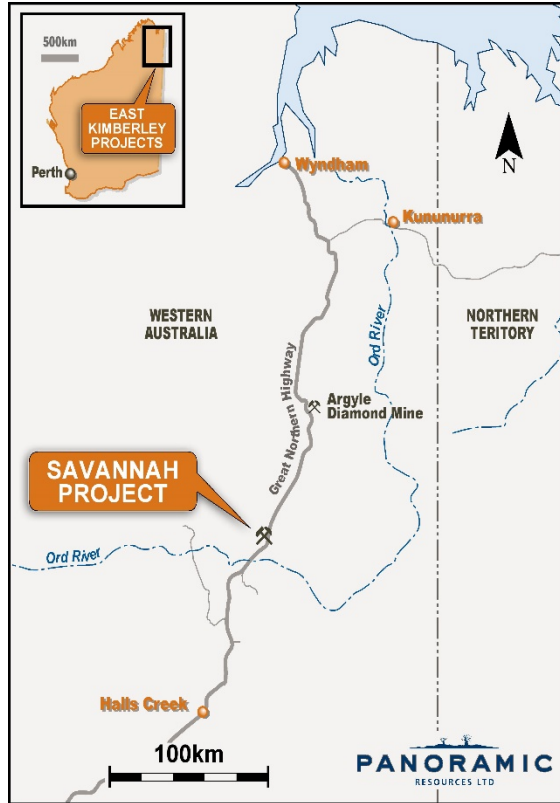 500km
EAST
KIMBERLEY
PROJECTS
Perth
N
Wyndham
Kununurra
WESTERN
AUSTRALIA
NORTHERN
TERITORY
Ord River
Great Northern Highway
Argyle
Diamond Mine
SAVANNAH
PROJECT
Ord River
Halls Creek
100km
PANORAMIC
RESOURCES LTD